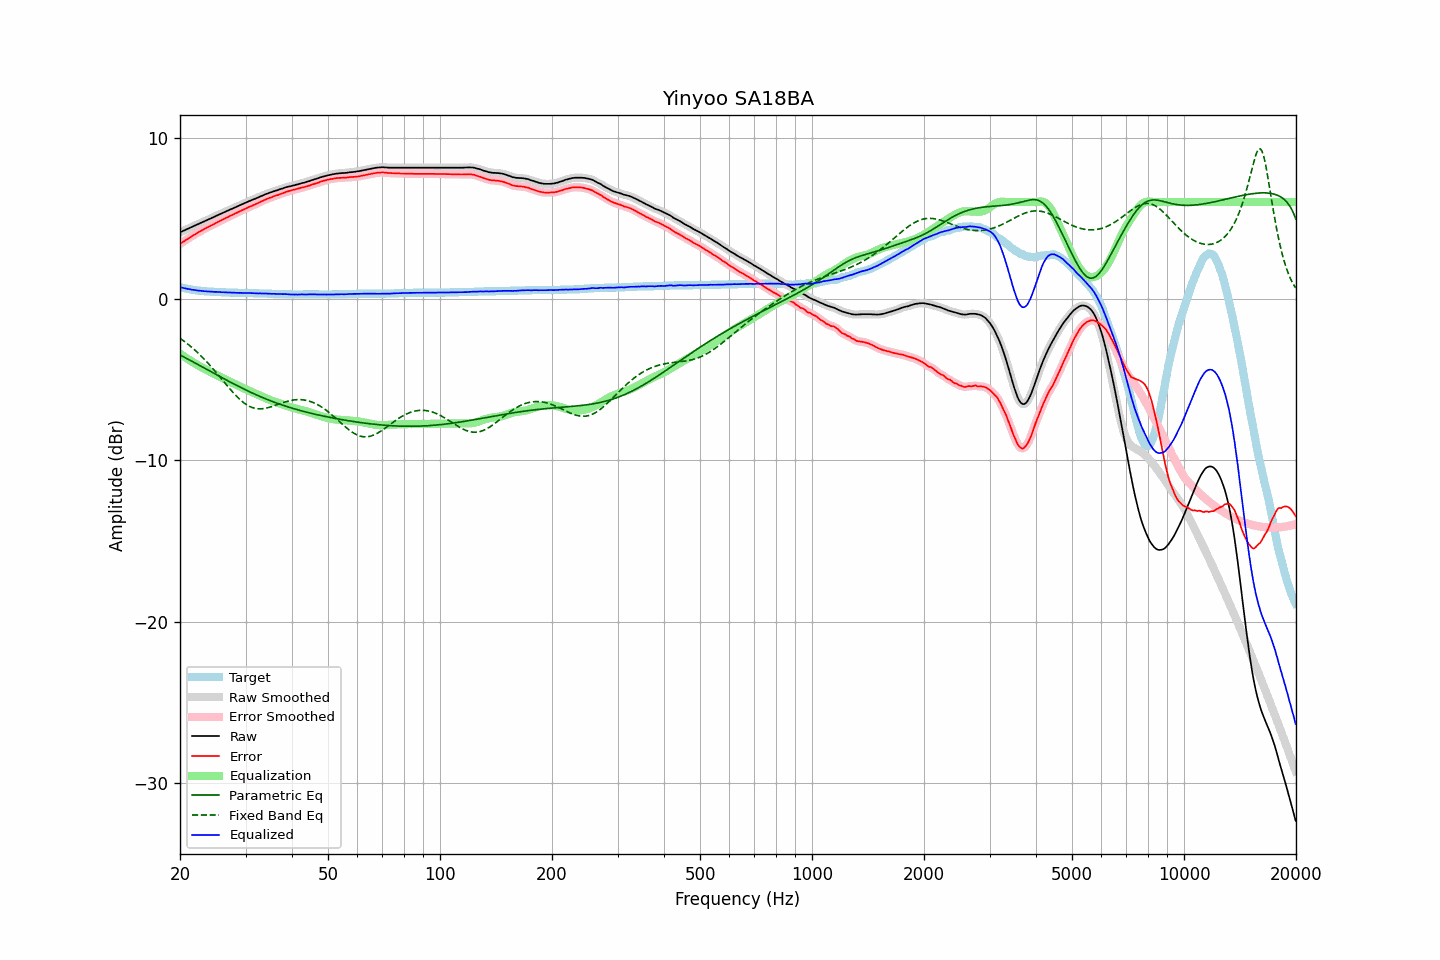 Yinyoo SA18BA
Amplitude (dBr)
10
0
−10
−20
−30
Target
Raw Smoothed
Error Smoothed
Raw
Error
Equalization
Parametric Eq
Fixed Band Eq
Equalized
20 50 100 200 500 1000 2000 5000 10000 20000
Frequency (Hz)